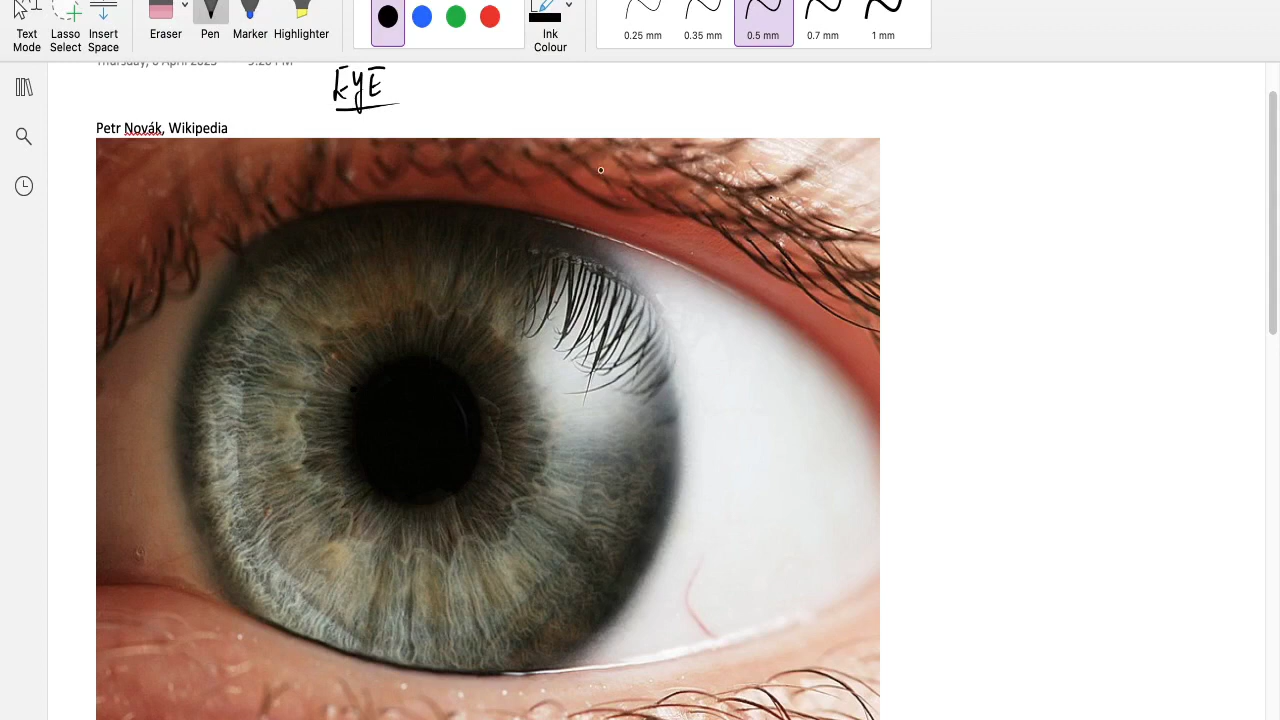 Text Mode
Lasso Select
Insert Space
Eraser
Pen
Marker
Highlighter
Ink Colour
0.25 mm
0.35 mm
0.5 mm
0.7 mm
1 mm
EYE
Petr Novák, Wikipedia